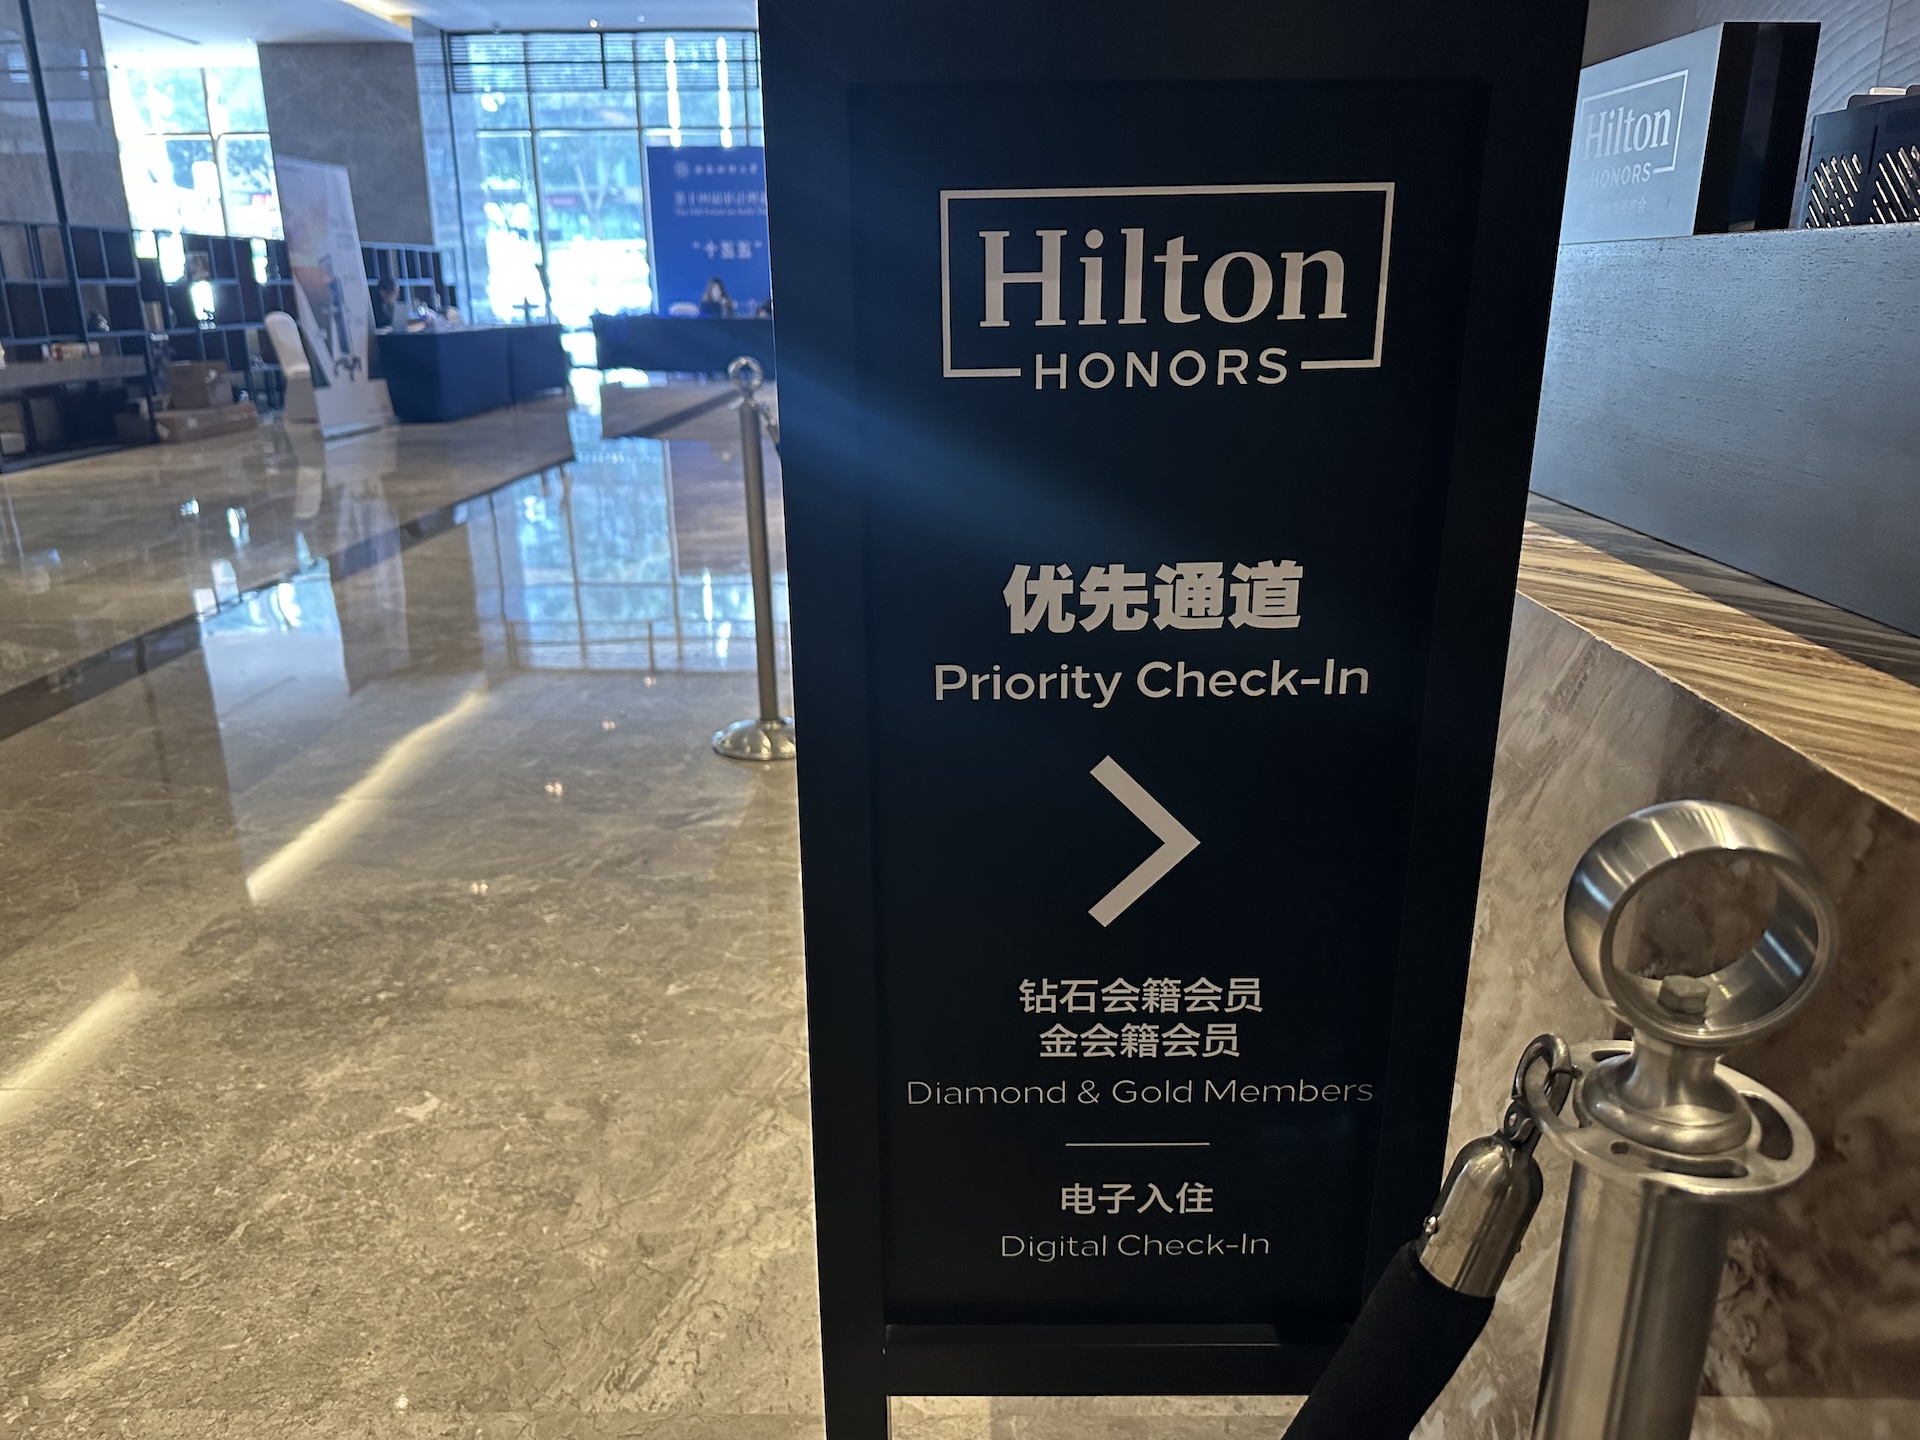 Hilton
HONORS
优先通道
Priority Check-In
钻石会籍会员
金会籍会员
Diamond & Gold Members
电子入住
Digital Check-In
Hilton
HONORS
"十五五"